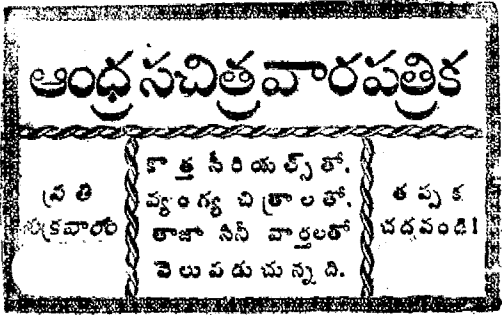 ఆంధ్రసచిత్రవారపత్రిక
ప్రతి
శుక్రవారం
కొత్త సీరియల్స్‌తో,
వ్యంగ్య చిత్రాలతో,
తాజా సినీ వార్తలతో
వెలువడుచున్నది.
తప్పక
చదవండి!